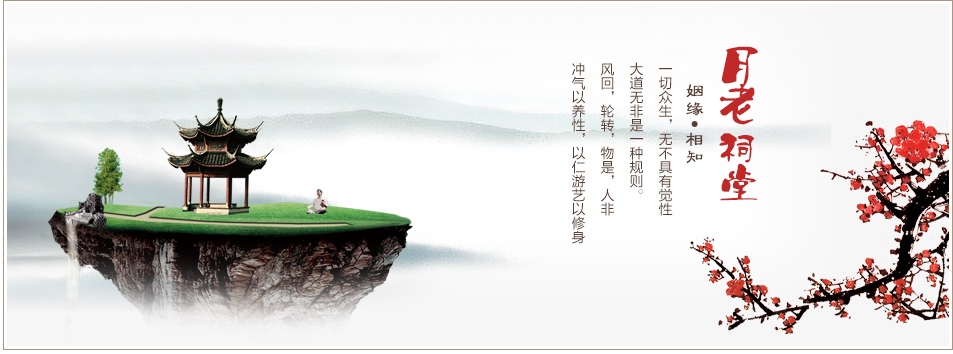 月老祠堂
姻缘•相知
一切众生，无不具有觉性
大道无非是一种规则。
风回，轮转，物是，人非
冲气以养性，以仁游艺以修身